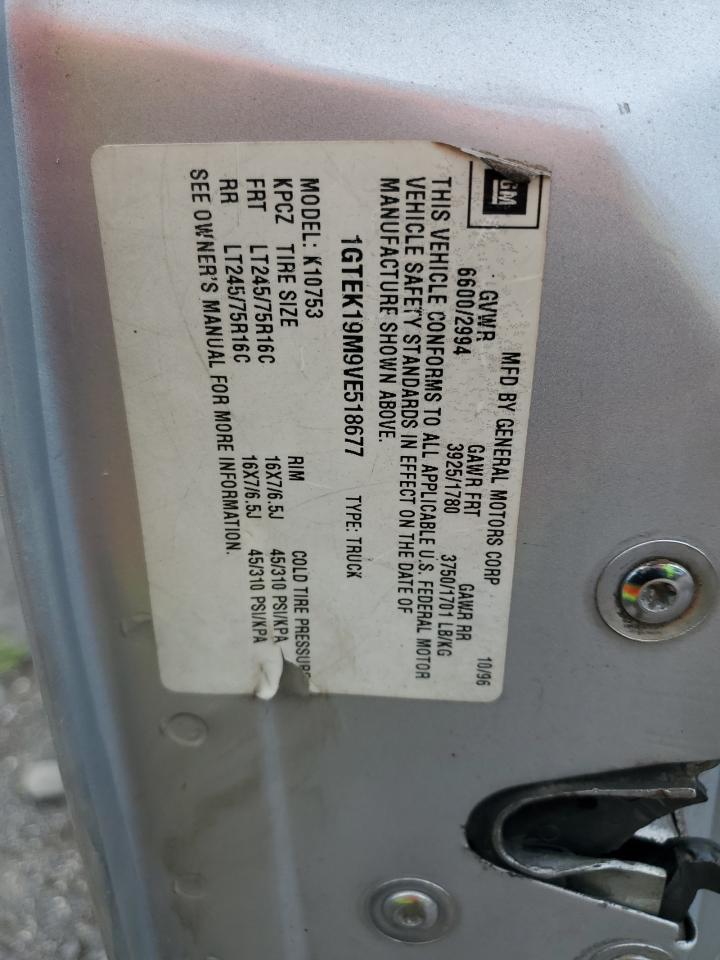 GM
MFD BY GENERAL MOTORS CORP 10/96
GVWR GAWR FRT GAWR RR
6600/2994 3925/1780 3750/1701 LB/KG
THIS VEHICLE CONFORMS TO ALL APPLICABLE U.S. FEDERAL MOTOR
VEHICLE SAFETY STANDARDS IN EFFECT ON THE DATE OF
MANUFACTURE SHOWN ABOVE.
1GTEK19M9VE518677 TYPE: TRUCK
MODEL: K10753
KPCZ TIRE SIZE RIM COLD TIRE PRESSURE
FRT LT245/75R16C 16X7/6.5J 45/310 PSI/KPA
RR LT245/75R16C 16X7/6.5J 45/310 PSI/KPA
SEE OWNER'S MANUAL FOR MORE INFORMATION.